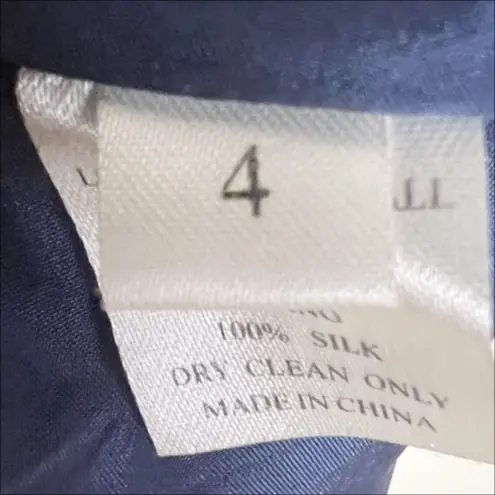 4
100% SILK
DRY CLEAN ONLY
MADE IN CHINA